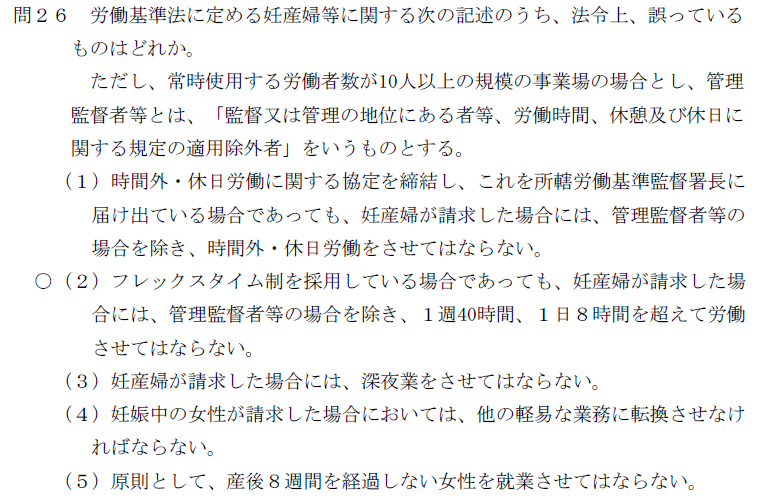 問２６　労働基準法に定める妊産婦等に関する次の記述のうち、法令上、誤っている
ものはどれか。
ただし、常時使用する労働者数が10人以上の規模の事業場の場合とし、管理
監督者等とは、「監督又は管理の地位にある者等、労働時間、休憩及び休日に
関する規定の適用除外者」をいうものとする。
（１）時間外・休日労働に関する協定を締結し、これを所轄労働基準監督署長に
届け出ている場合であっても、妊産婦が請求した場合には、管理監督者等の
場合を除き、時間外・休日労働をさせてはならない。
○（２）フレックスタイム制を採用している場合であっても、妊産婦が請求した場
合には、管理監督者等の場合を除き、１週40時間、１日８時間を超えて労働
させてはならない。
（３）妊産婦が請求した場合には、深夜業をさせてはならない。
（４）妊娠中の女性が請求した場合においては、他の軽易な業務に転換させなけ
ればならない。
（５）原則として、産後８週間を経過しない女性を就業させてはならない。